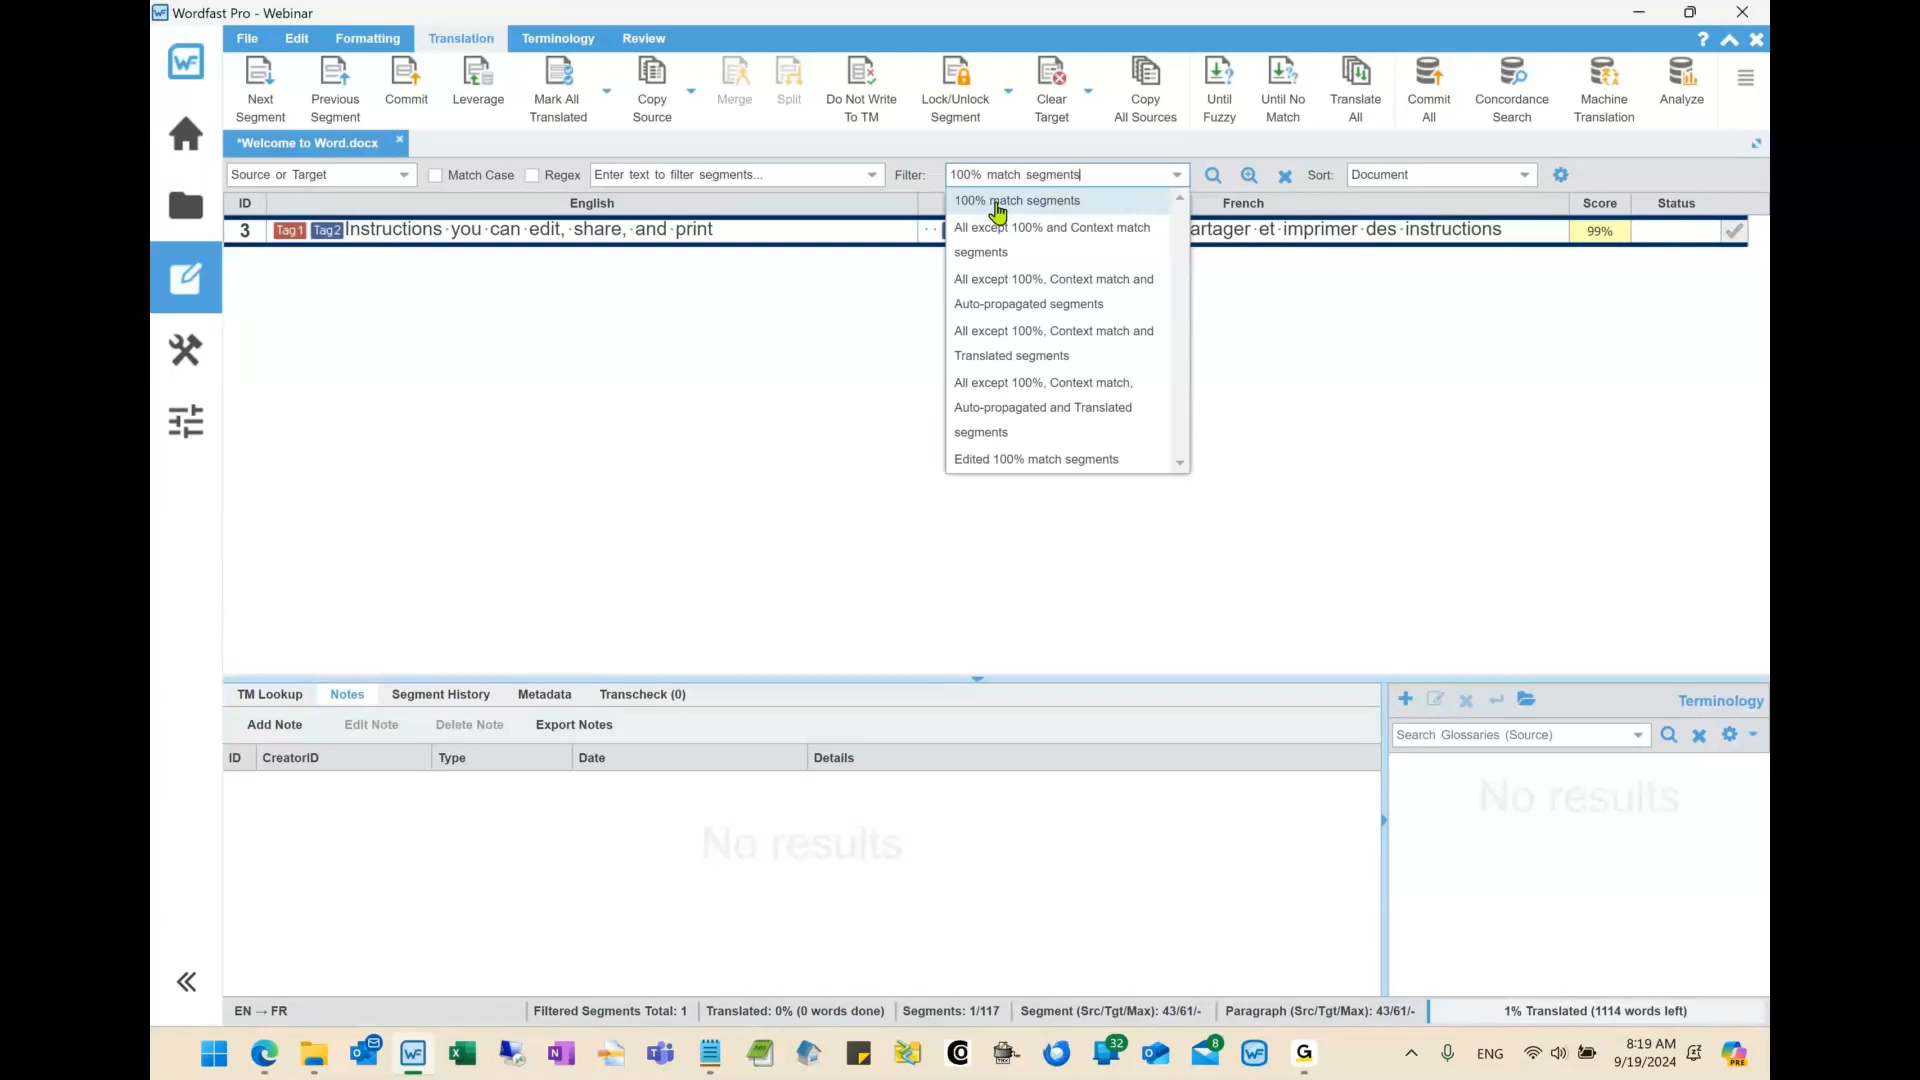 WF Wordfast Pro - Webinar
WF
File Edit Formatting Translation Terminology Review
?
Next Segment
Previous Segment
Commit
Leverage
Mark All Translated
Copy Source
Merge
Split
Do Not Write To TM
Lock/Unlock Segment
Clear Target
Copy All Sources
Until Fuzzy
Until No Match
Translate All
Commit All
Concordance Search
Machine Translation
Analyze
*Welcome to Word.docx
Source or Target Match Case Regex Enter text to filter segments... Filter: 100% match segments Sort: Document
ID English French Score Status
3 Tag1 Tag2 Instructions·you·can·edit,·share,·and·print artager·et·imprimer·des·instructions 99%
100% match segments
All except 100% and Context match
segments
All except 100%, Context match and
Auto-propagated segments
All except 100%, Context match and
Translated segments
All except 100%, Context match,
Auto-propagated and Translated
segments
Edited 100% match segments
TM Lookup Notes Segment History Metadata Transcheck (0)
Add Note Edit Note Delete Note Export Notes
ID CreatorID Type Date Details
No results
Terminology
Search Glossaries (Source)
No results
EN → FR Filtered Segments Total: 1 Translated: 0% (0 words done) Segments: 1/117 Segment (Src/Tgt/Max): 43/61/- Paragraph (Src/Tgt/Max): 43/61/- 1% Translated (1114 words left)
32 8 ENG 8:19 AM
9/19/2024
PRE